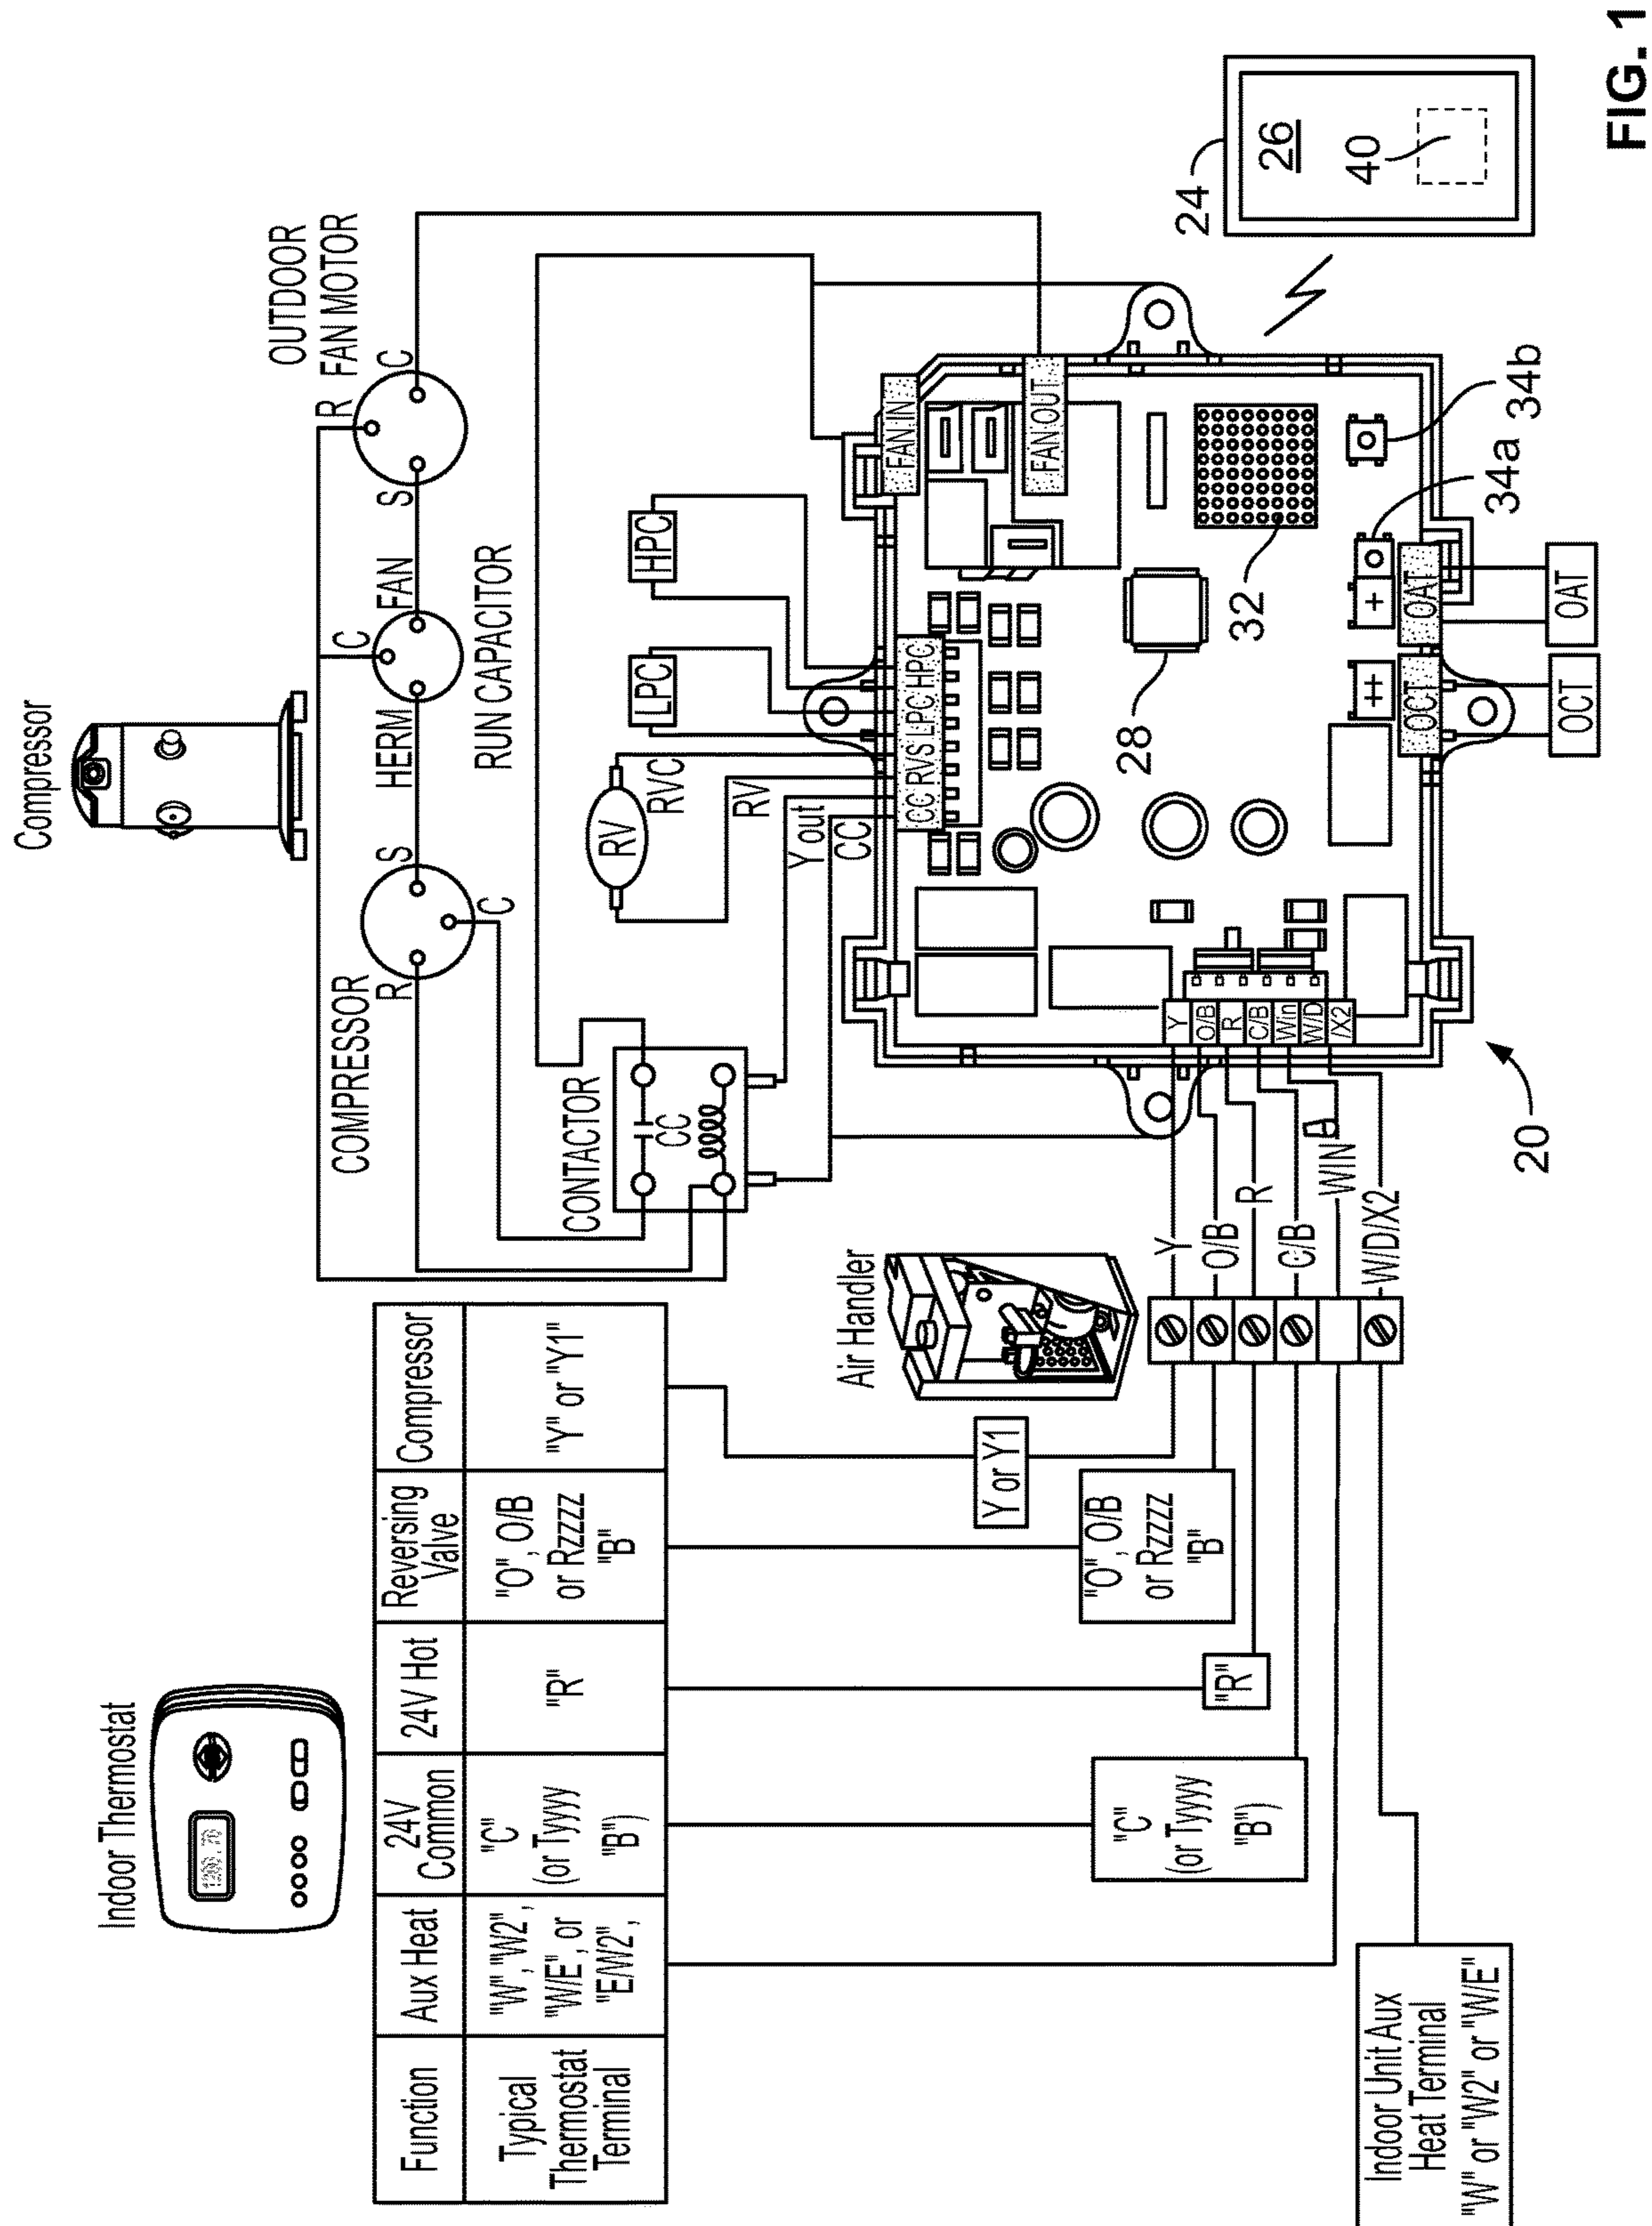 Indoor Thermostat
Compressor
Function
Aux Heat
24V
Common
24V Hot
Reversing
Valve
Compressor
Typical
Thermostat
Terminal
"W","W2",
"W/E", or
"E/W2",
"C"
(or Tyyyy
"B")
"R"
"O", O/B
or Rzzzzz
"B"
"Y" or "Y1"
COMPRESSOR
R
S
C
HERM
C
FAN
OUTDOOR
FAN MOTOR
S
R
C
RUN CAPACITOR
CONTACTOR
CC
RV
RVC
RV
Y out
CC
LPC
HPC
Air Handler
Y or Y1
"O", O/B
or Rzzzzz
"B"
"R"
"C"
(or Tyyyy
"B")
Indoor Unit Aux
Heat Terminal
"W" or "W2" or "W/E"
Y
O/B
R
C/B
WIN
W/D/X2
Y
O/B
R
C/B
Win
W/D
/X2
CC RVS LPC HPC
FAN IN
FAN OUT
28
32
++
+
OCT
OAT
OCT
OAT
34a
34b
20
24
26
40
FIG. 1